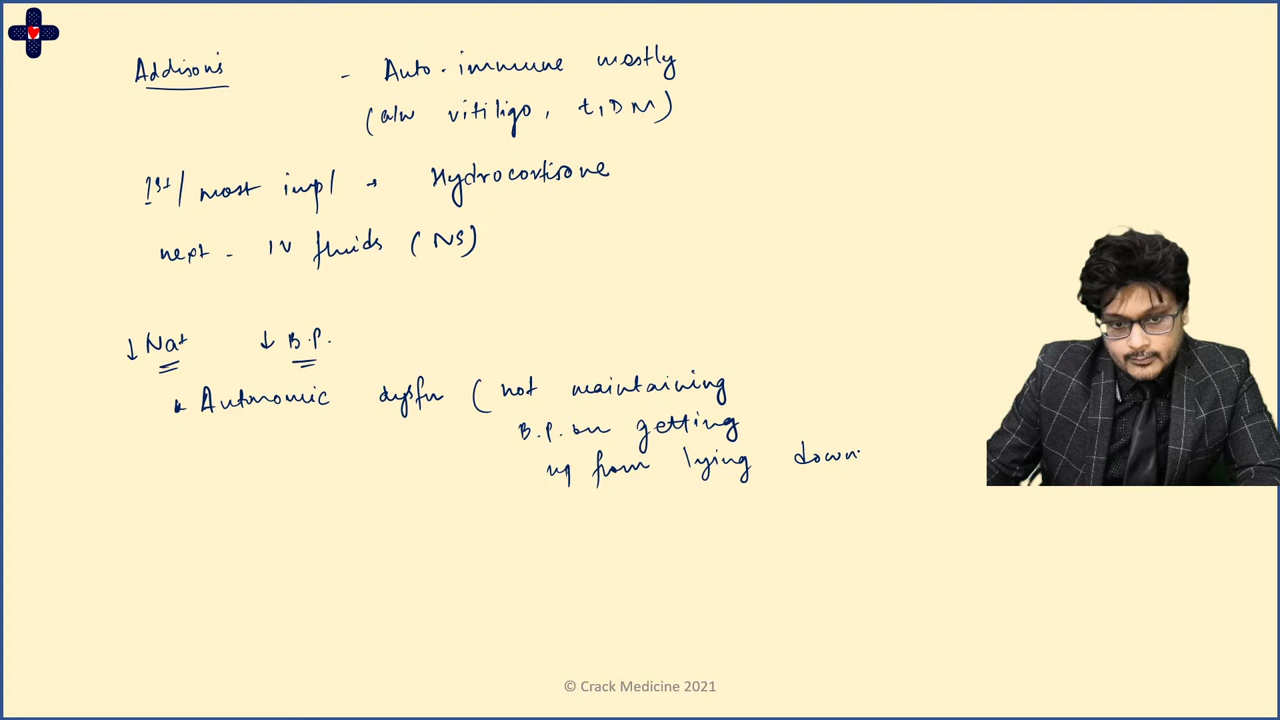 Addison's - Auto-immune mostly
(a/w vitiligo, t1DM)
1st/most impl → Hydrocortisone
next - IV fluids (NS)
↓ Na+ ↓ B.P.
Autonomic dysfn (not maintaining
B.P. on getting
up from lying down
© Crack Medicine 2021